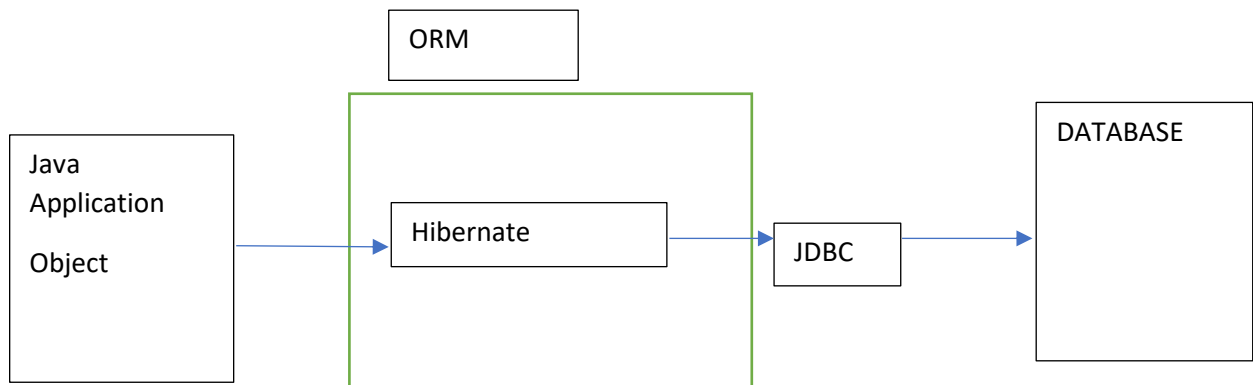 ORM
Java
Application
Object
Hibernate
JDBC
DATABASE